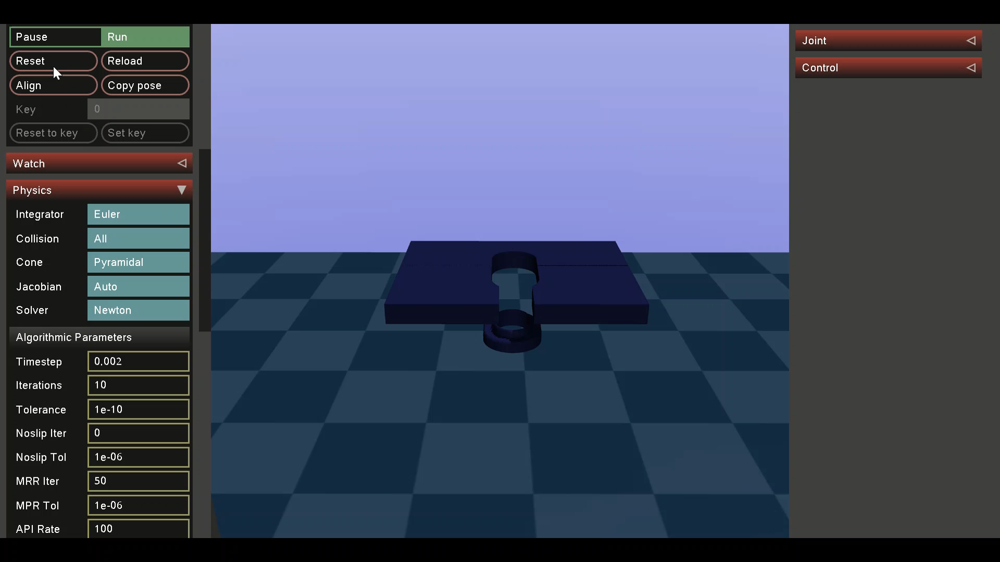 Pause Run
Reset Reload
Align Copy pose
Key 0
Reset to key Set key
Watch
Physics
Integrator Euler
Collision All
Cone Pyramidal
Jacobian Auto
Solver Newton
Algorithmic Parameters
Timestep 0.002
Iterations 10
Tolerance 1e-10
Noslip Iter 0
Noslip Tol 1e-06
MRR Iter 50
MPR Tol 1e-06
API Rate 100
Joint
Control